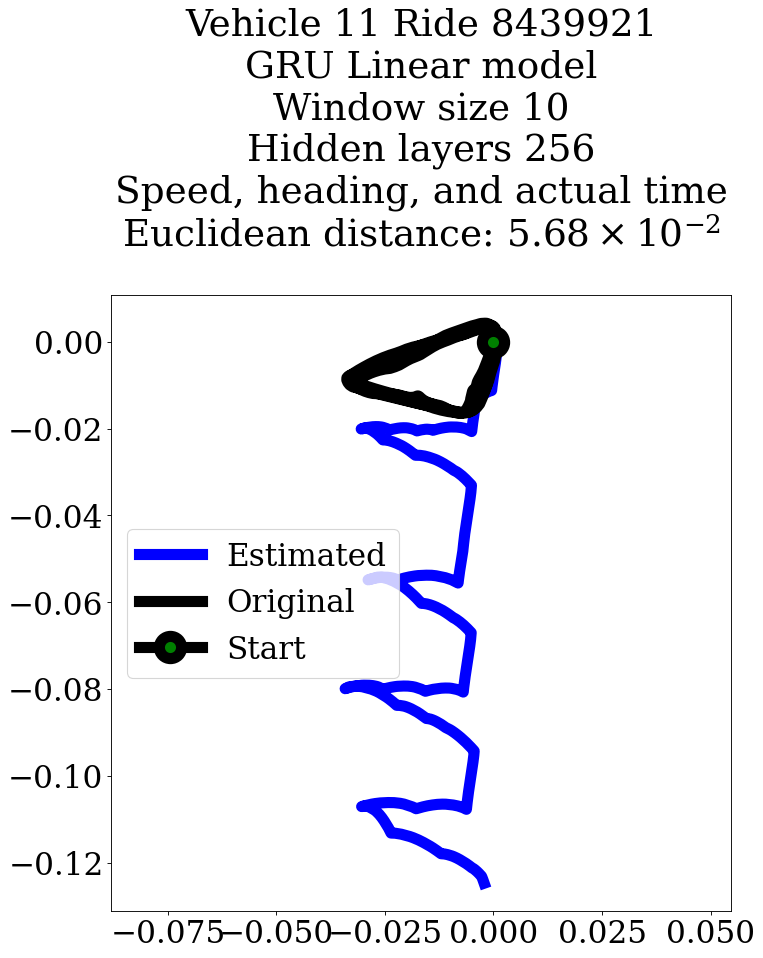 Vehicle 11 Ride 8439921
GRU Linear model
Window size 10
Hidden layers 256
Speed, heading, and actual time
Euclidean distance: 5.68 × 10⁻²
0.00
−0.02
−0.04
−0.06
−0.08
−0.10
−0.12
Estimated
Original
Start
−0.075 −0.050 −0.025 0.000 0.025 0.050